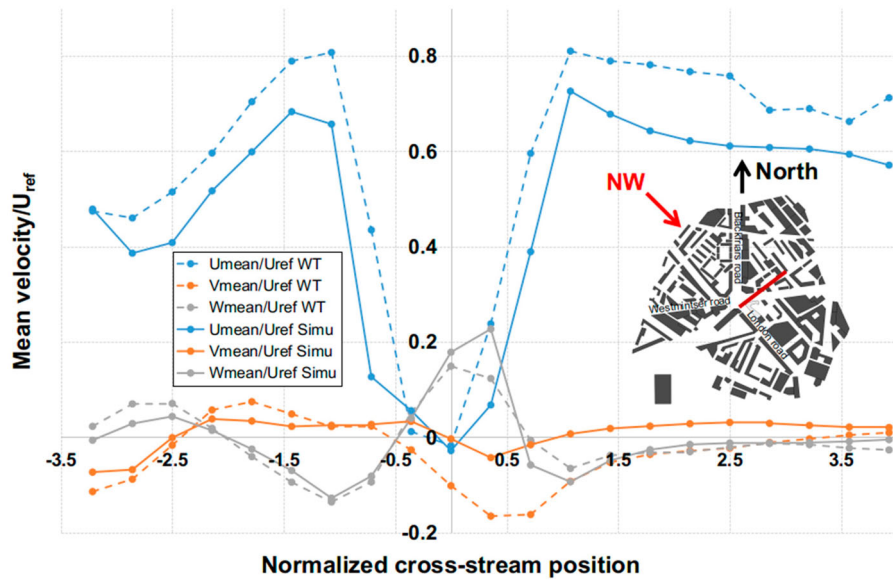 0.8
0.6
0.4
0.2
0
-0.2
-3.5
-2.5
-1.5
-0.5
0.5
1.5
2.5
3.5
Mean velocity/Uref
Normalized cross-stream position
Umean/Uref WT
Vmean/Uref WT
Wmean/Uref WT
Umean/Uref Simu
Vmean/Uref Simu
Wmean/Uref Simu
North
NW
Blackfriars road
Westmintser road
London road